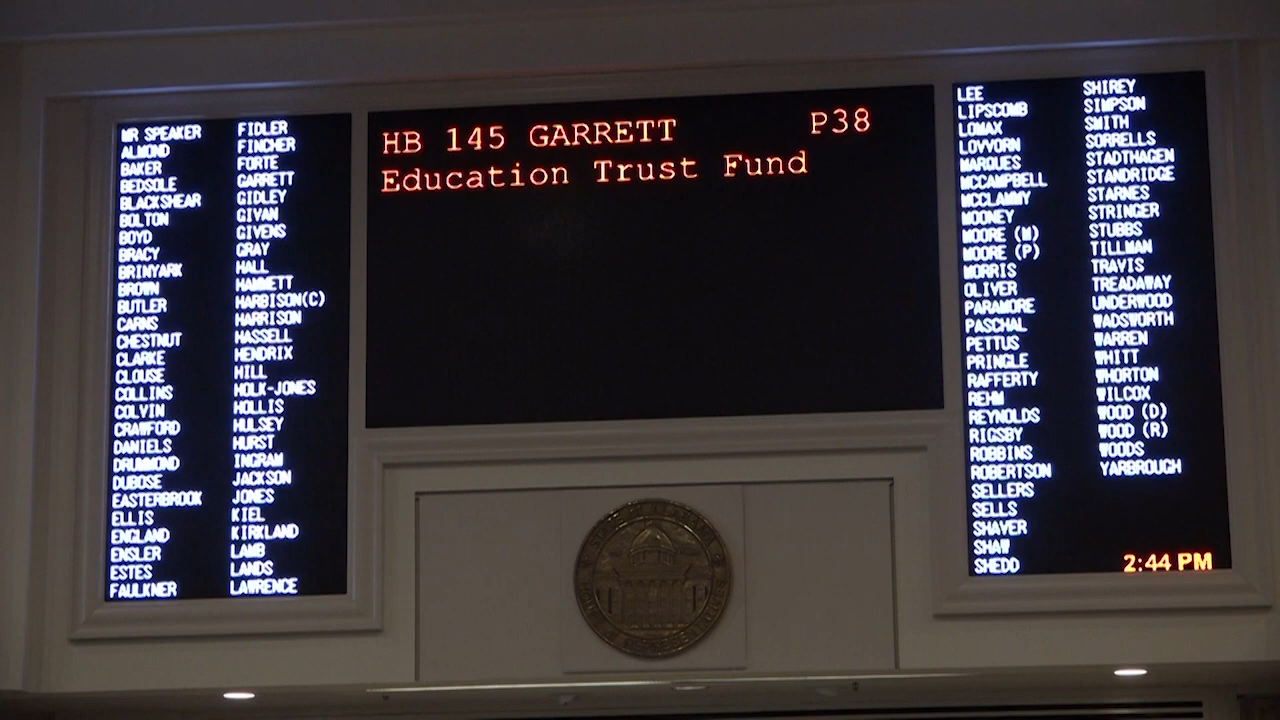 MR SPEAKER
ALMOND
BAKER
BEDSOLE
BLACKSHEAR
BOLTON
BOYD
BRACY
BRINYARK
BROWN
BUTLER
CARNS
CHESTNUT
CLARKE
CLOUSE
COLLINS
COLVIN
CRAWFORD
DANIELS
DRUMMOND
DUBOSE
EASTERBROOK
ELLIS
ENGLAND
ENSLER
ESTES
FAULKNER
FIDLER
FINCHER
FORTE
GARRETT
GIDLEY
GIVAN
GIVENS
GRAY
HALL
HAMMETT
HARBISON(C)
HARRISON
HASSELL
HENDRIX
HILL
HOLK-JONES
HOLLIS
HULSEY
HURST
INGRAM
JACKSON
JONES
KIEL
KIRKLAND
LAMB
LANDS
LAWRENCE
HB 145 GARRETT P38
Education Trust Fund
LEE
LIPSCOMB
LOMAX
LOVVORN
MARQUES
MCCAMPBELL
MCCLAMMY
MOONEY
MOORE (M)
MOORE (P)
MORRIS
OLIVER
PARAMORE
PASCHAL
PETTUS
PRINGLE
RAFFERTY
REHM
REYNOLDS
RIGSBY
ROBBINS
ROBERTSON
SELLERS
SELLS
SHAVER
SHAW
SHEDD
SHIREY
SIMPSON
SMITH
SORRELLS
STADTHAGEN
STANDRIDGE
STARNES
STRINGER
STUBBS
TILLMAN
TRAVIS
TREADAWAY
UNDERWOOD
WADSWORTH
WARREN
WHITT
WHORTON
WILCOX
WOOD (D)
WOOD (R)
WOODS
YARBROUGH
2:44 PM